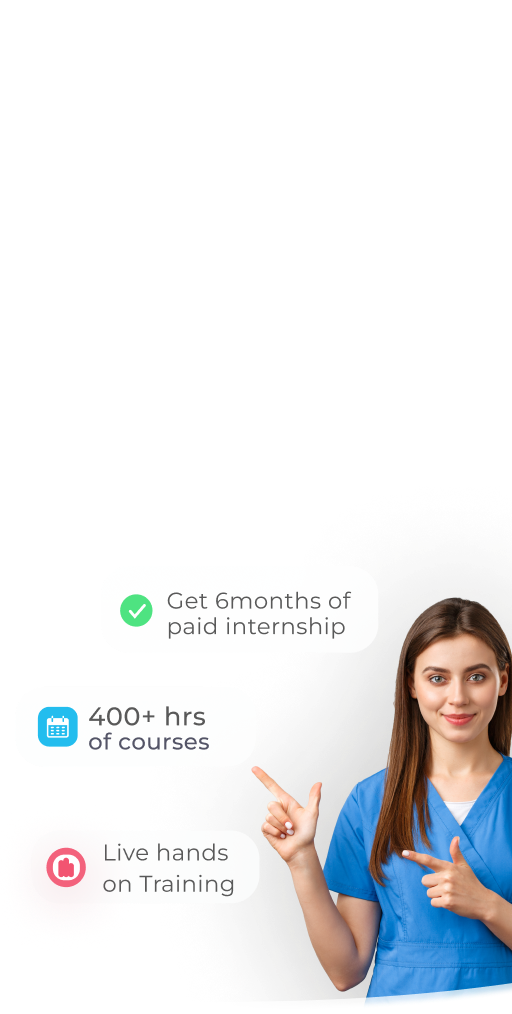 Get 6months of
paid internship
400+ hrs
of courses
Live hands
on Training